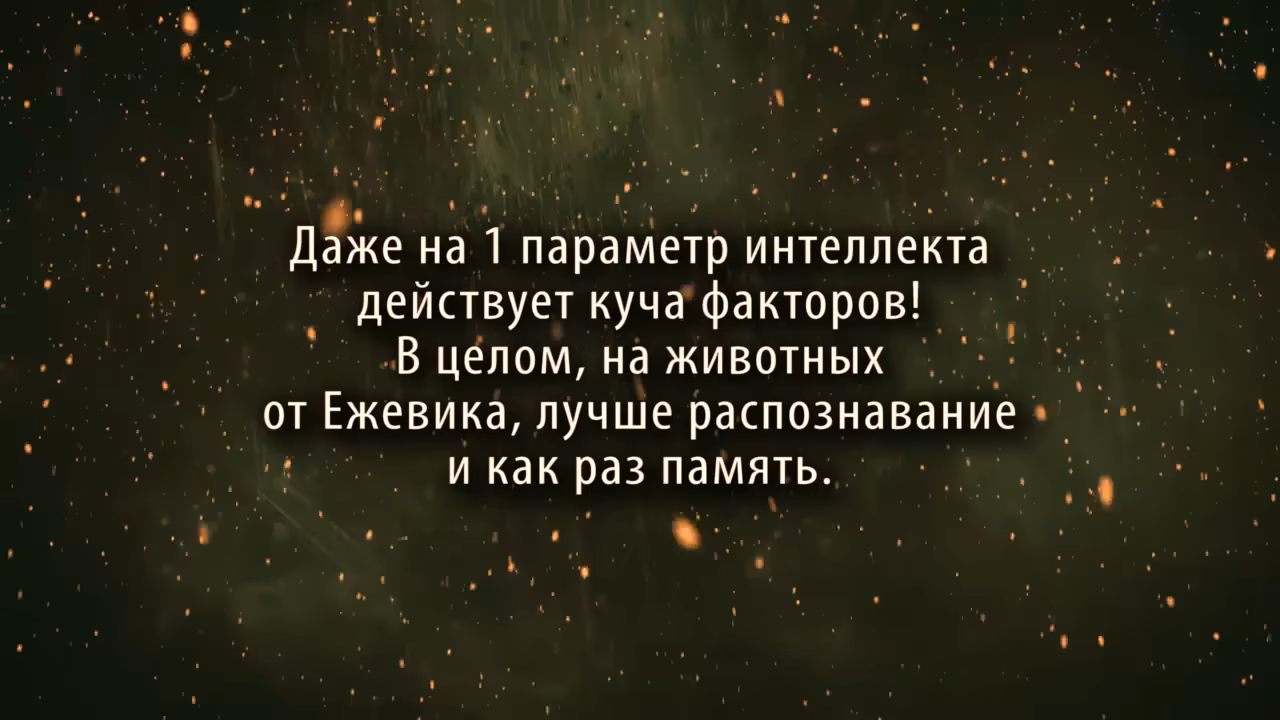 Даже на 1 параметр интеллекта
действует куча факторов!
В целом, на животных
от Ежевика, лучше распознавание
и как раз память.